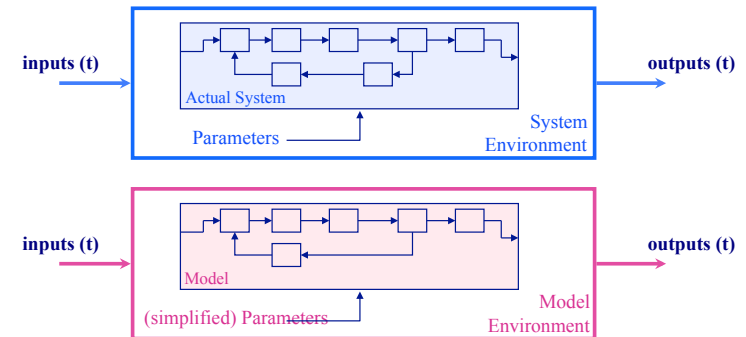 inputs (t)
outputs (t)
Actual System
Parameters
System
Environment
inputs (t)
outputs (t)
Model
(simplified) Parameters
Model
Environment